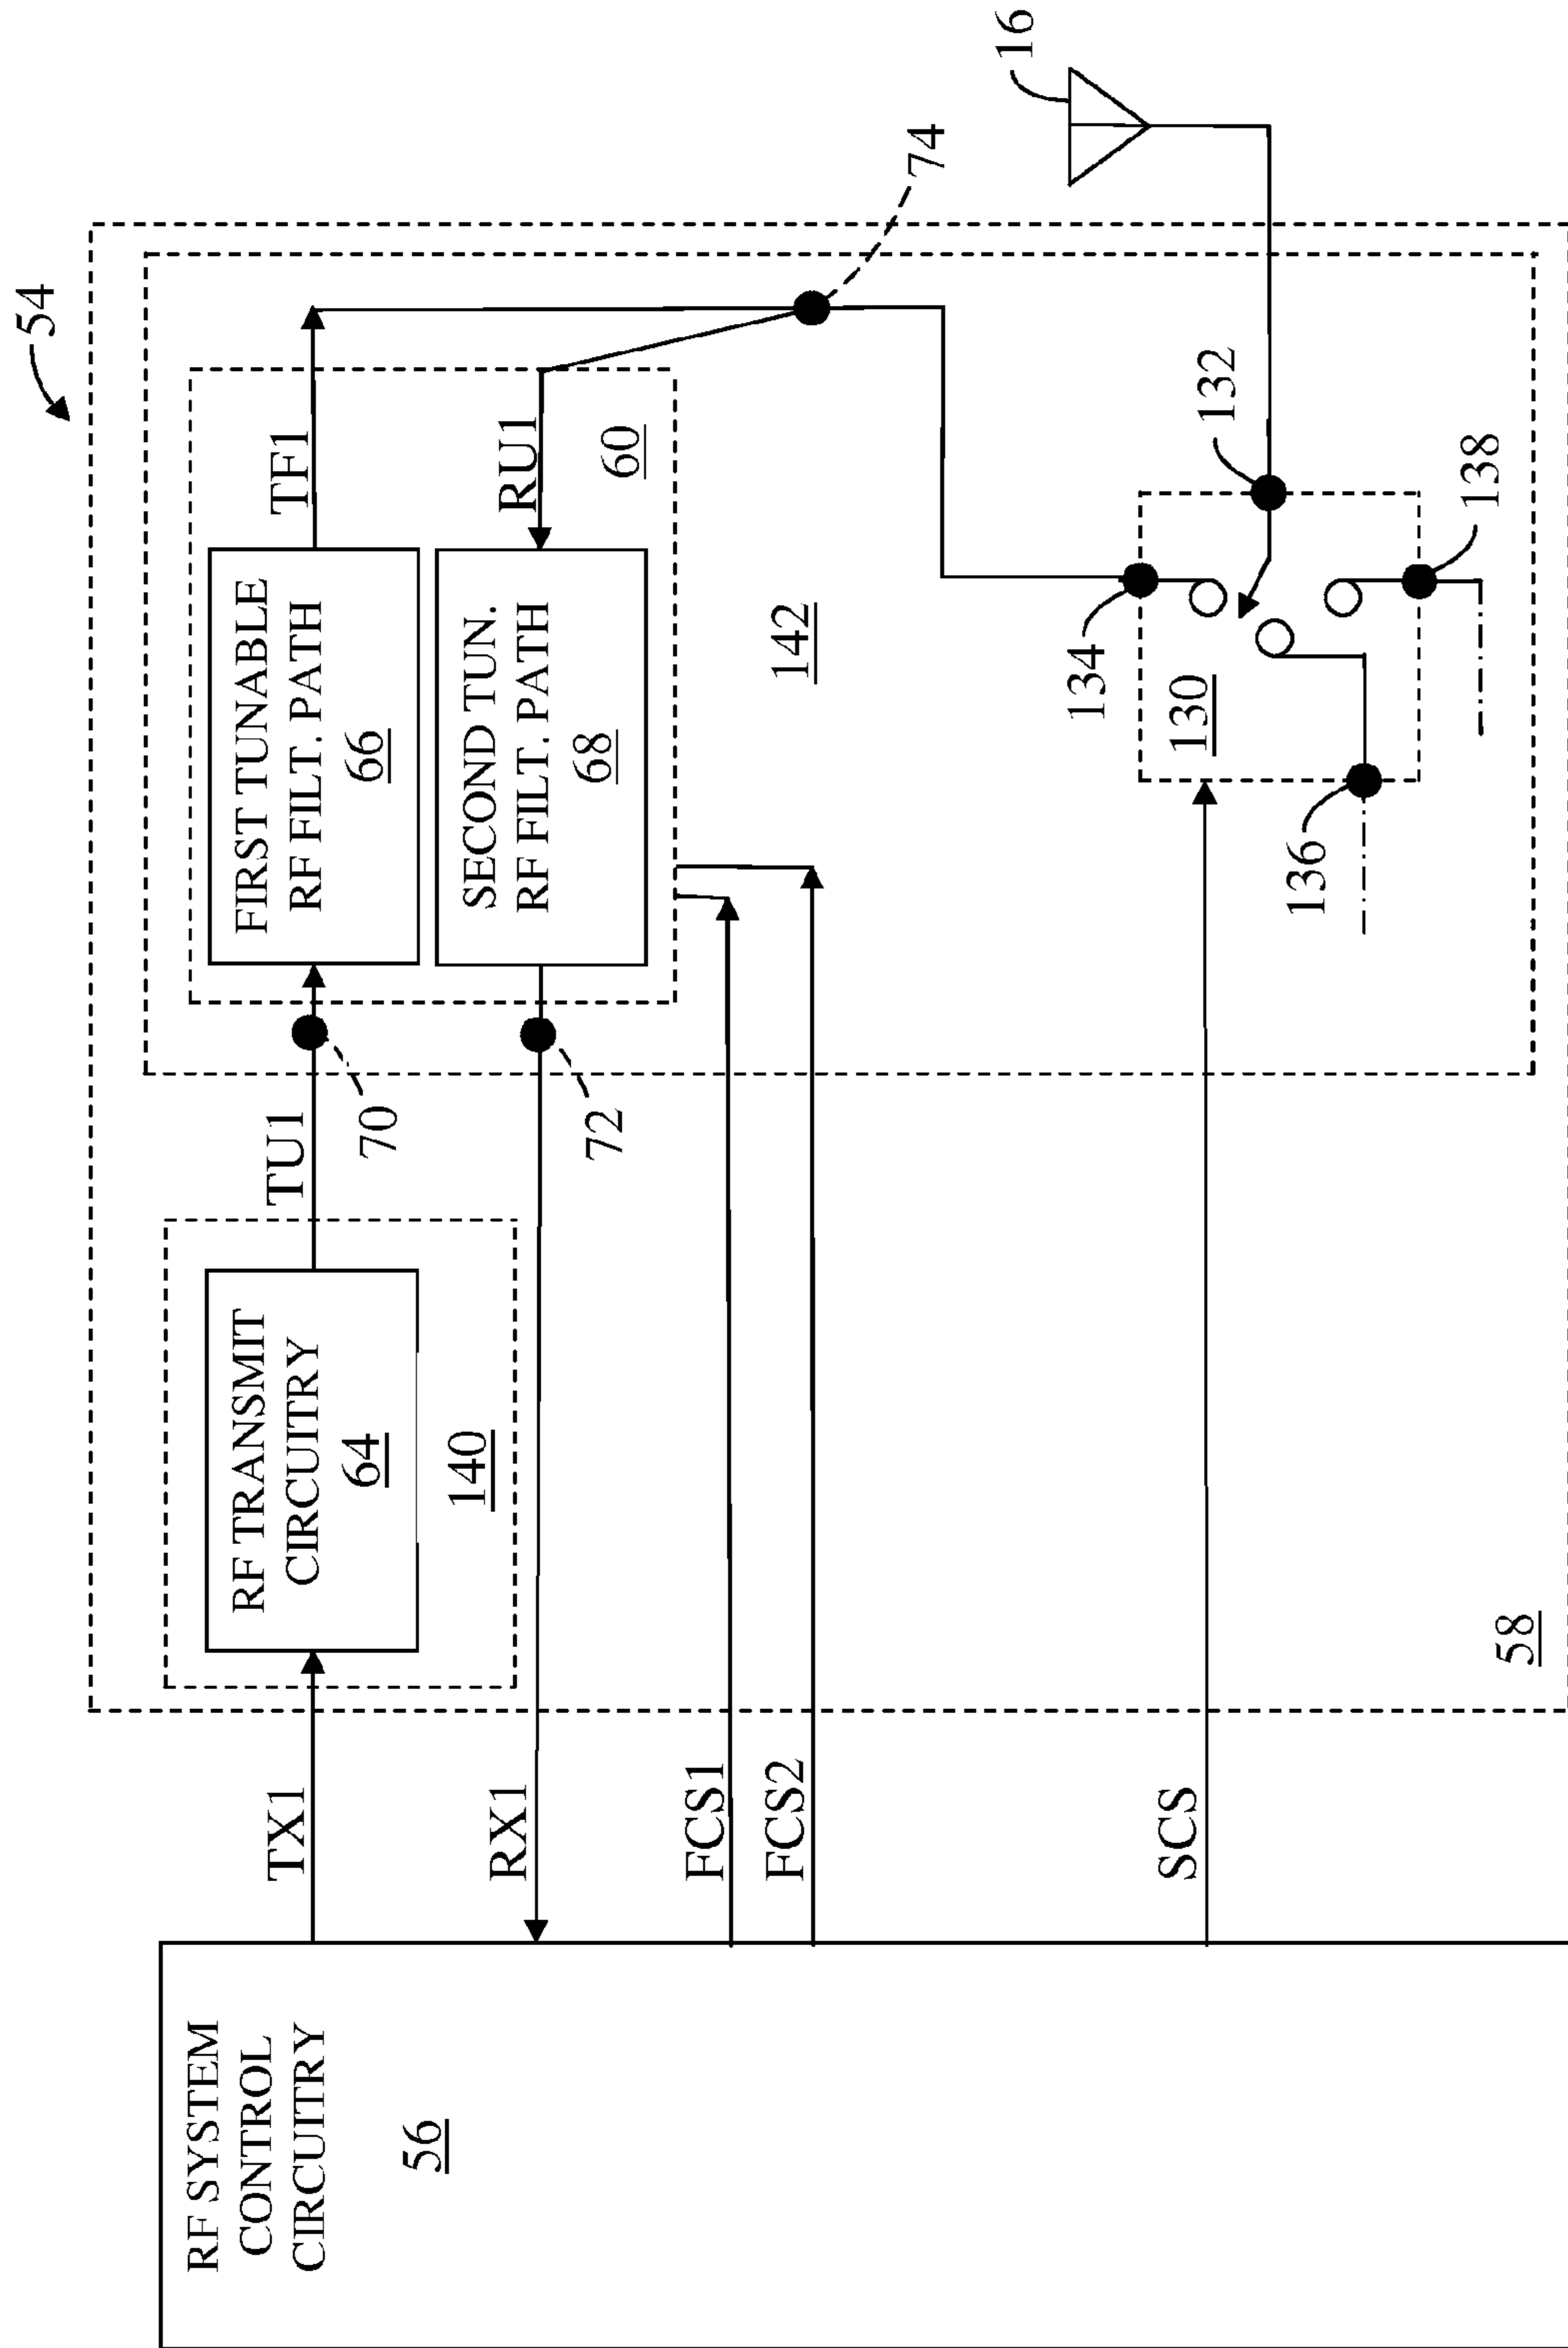 54
RF SYSTEM
CONTROL
CIRCUITRY
56
TX1
RX1
FCS1
FCS2
SCS
RF TRANSMIT
CIRCUITRY
64
140
TU1
70
72
FIRST TUNABLE
RF FILT. PATH
66
SECOND TUN.
RF FILT. PATH
68
TF1
RU1
60
74
142
16
134
130
132
136
138
58